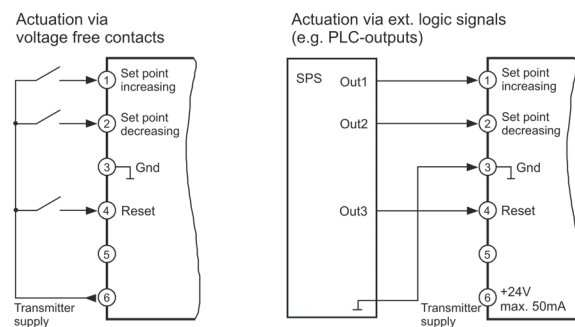 Actuation via
voltage free contacts
1
Set point
increasing
2
Set point
decreasing
3
Gnd
4
Reset
5
6
Transmitter
supply
Actuation via ext. logic signals
(e.g. PLC-outputs)
SPS
Out1
1
Set point
increasing
Out2
2
Set point
decreasing
3
Gnd
Out3
4
Reset
5
6
+24V
max. 50mA
Transmitter
supply